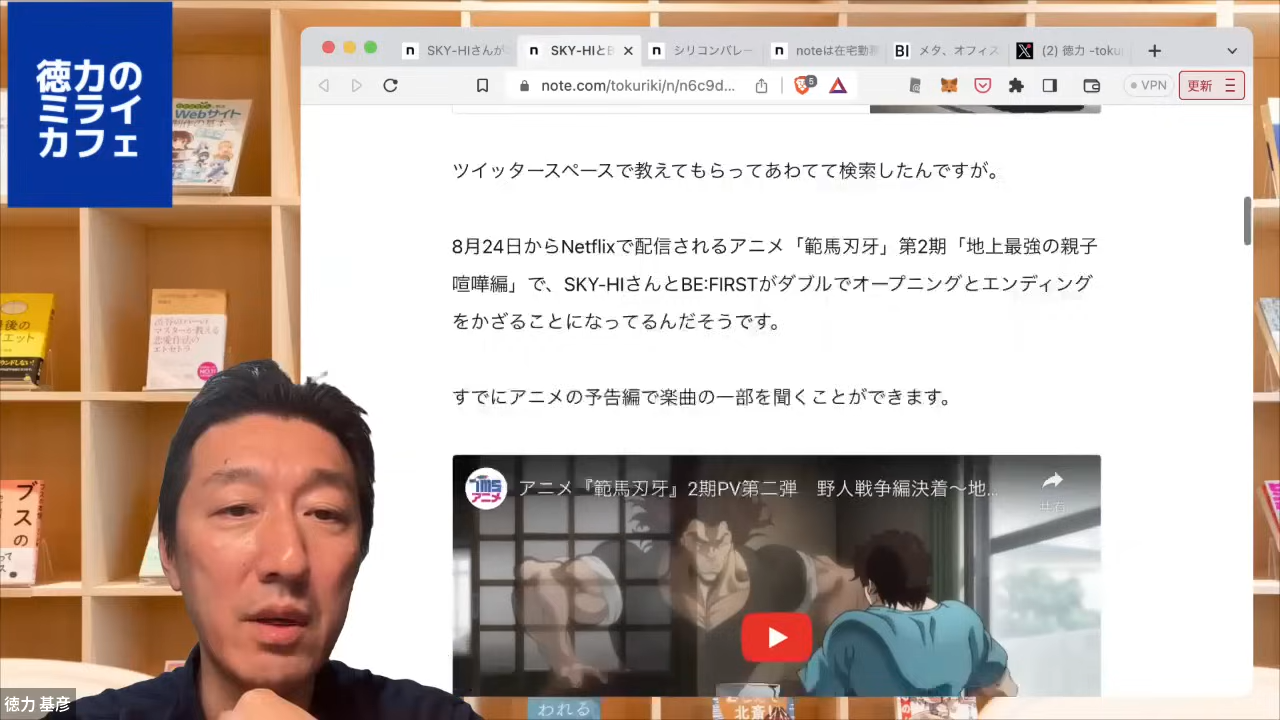 徳力の
ミライ
カフェ
SKY-HIさんが
SKY-HIとB
シリコンバレー
noteは在宅勤務
BI メタ、オフィス
(2) 徳力 -toku
note.com/tokuriki/n/n6c9d...
5
VPN
更新
ツイッタースペースで教えてもらってあわてて検索したんですが。
8月24日からNetflixで配信されるアニメ「範馬刃牙」第2期「地上最強の親子
喧嘩編」で、SKY-HIさんとBE:FIRSTがダブルでオープニングとエンディング
をかざることになってるんだそうです。
すでにアニメの予告編で楽曲の一部を聞くことができます。
TMS
アニメ
アニメ『範馬刃牙』2期PV第二弾　野人戦争編決着〜地...
共有
Webサイト
ブス
の
われる
北斎!
徳力 基彦